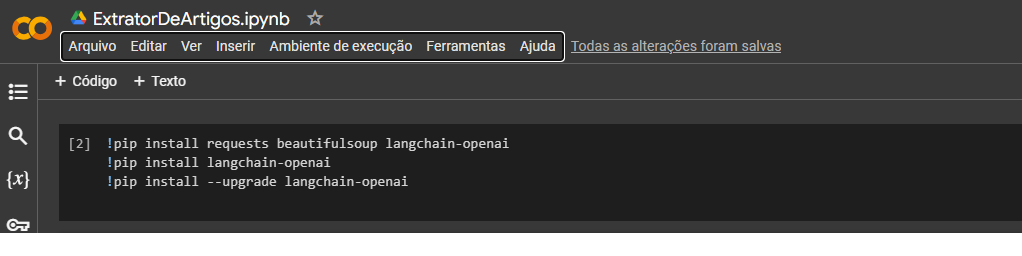 ExtratorDeArtigos.ipynb
Arquivo Editar Ver Inserir Ambiente de execução Ferramentas Ajuda Todas as alterações foram salvas
+ Código + Texto
[2] !pip install requests beautifulsoup langchain-openai
!pip install langchain-openai
!pip install --upgrade langchain-openai
{x}